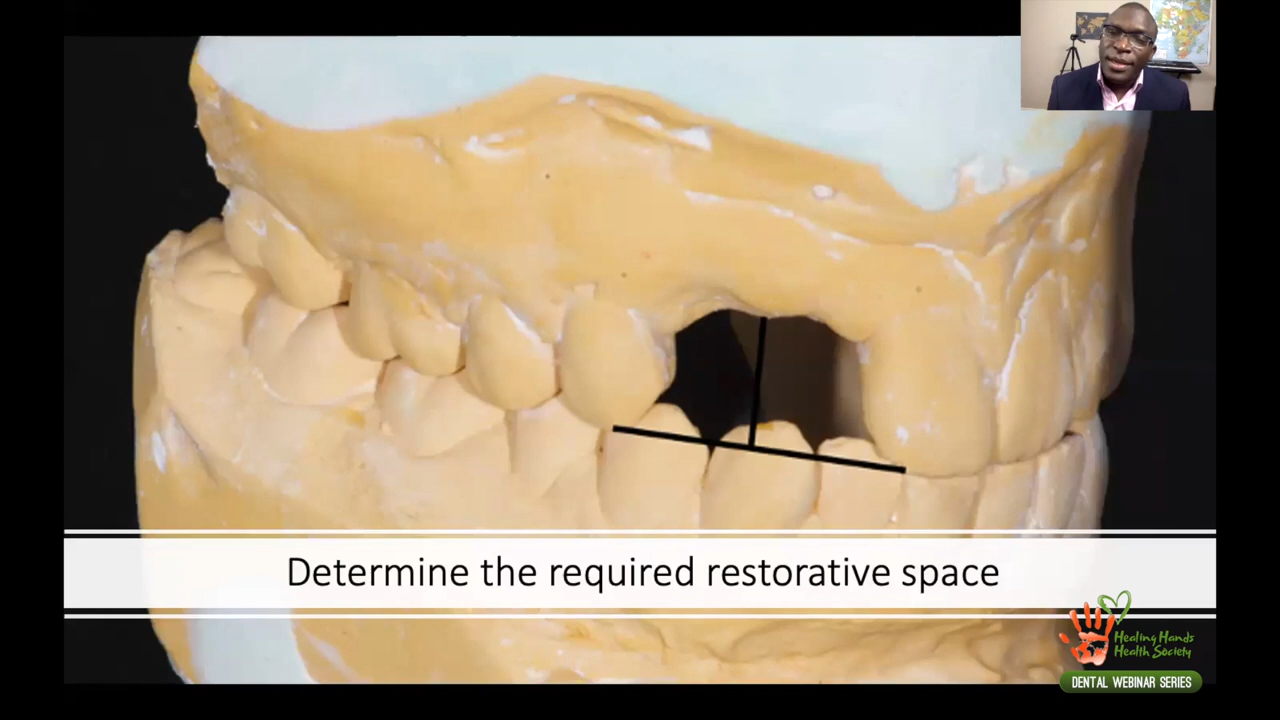 Determine the required restorative space
Healing Hands
Health Society
DENTAL WEBINAR SERIES